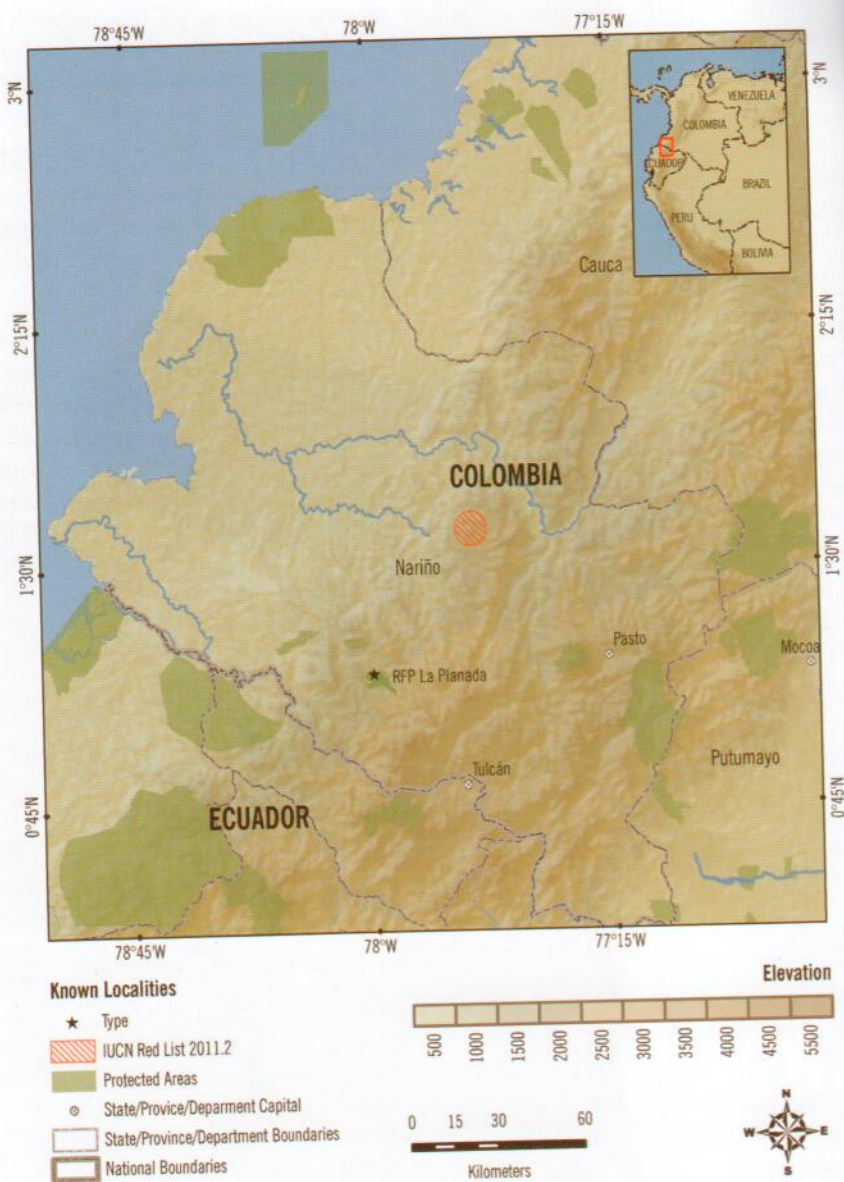 78°45'W
78°W
77°15'W
3°N
3°N
VENEZUELA
COLOMBIA
ECUADOR
BRAZIL
PERU
BOLIVIA
Cauca
2°15'N
2°15'N
COLOMBIA
1°30'N
1°30'N
Nariño
Pasto
Mocoa
RFP La Planada
Putumayo
Tulcán
0°45'N
0°45'N
ECUADOR
78°45'W
78°W
77°15'W
Known Localities
Type
IUCN Red List 2011.2
Protected Areas
State/Provice/Deparment Capital
State/Province/Department Boundaries
National Boundaries
Elevation
500 1000 1500 2000 2500 3000 3500 4000 4500 5500
0 15 30 60
Kilometers
N
W E
S